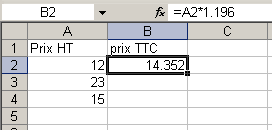 B2 fx =A2*1.196
A B C
1 Prix HT prix TTC
2 12 14.352
3 23
4 15